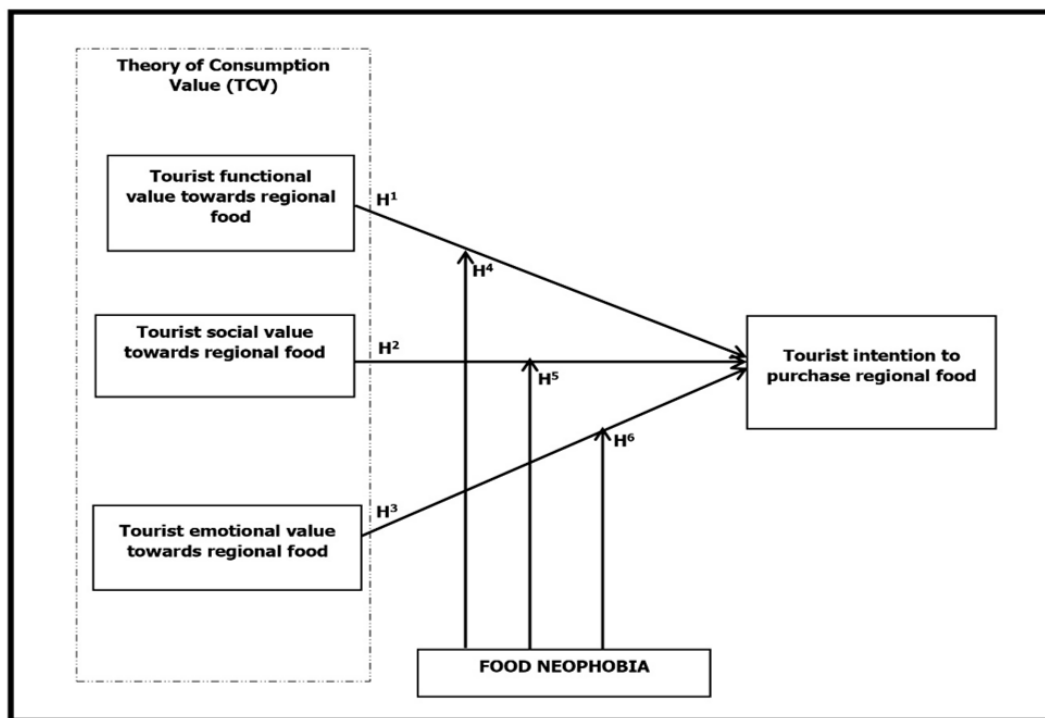 Theory of Consumption
Value (TCV)
Tourist functional
value towards regional
food
H¹
H⁴
Tourist social value
towards regional food
H²
H⁵
Tourist intention to
purchase regional food
H⁶
H³
Tourist emotional value
towards regional food
FOOD NEOPHOBIA